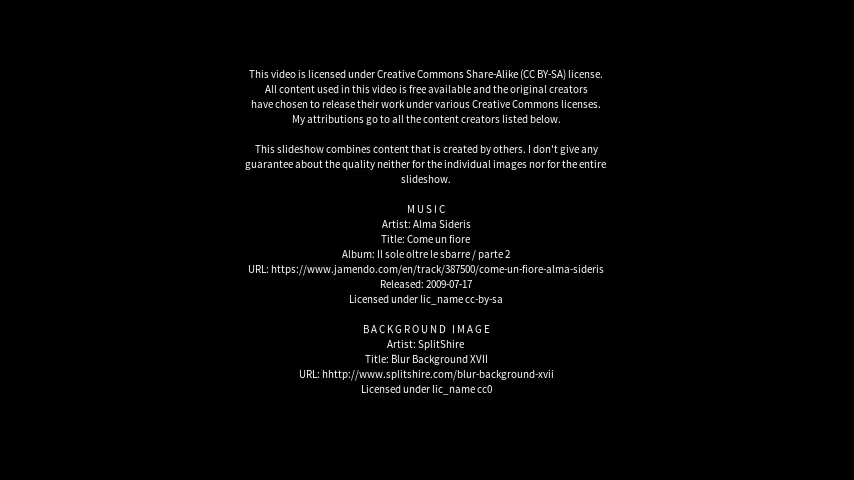 This video is licensed under Creative Commons Share-Alike (CC BY-SA) license.
All content used in this video is free available and the original creators
have chosen to release their work under various Creative Commons licenses.
My attributions go to all the content creators listed below.
This slideshow combines content that is created by others. I don't give any
guarantee about the quality neither for the individual images nor for the entire
slideshow.
MUSIC
Artist: Alma Sideris
Title: Come un fiore
Album: Il sole oltre le sbarre / parte 2
URL: https://www.jamendo.com/en/track/387500/come-un-fiore-alma-sideris
Released: 2009-07-17
Licensed under lic_name cc-by-sa
BACKGROUND IMAGE
Artist: SplitShire
Title: Blur Background XVII
URL: hhttp://www.splitshire.com/blur-background-xvii
Licensed under lic_name cc0